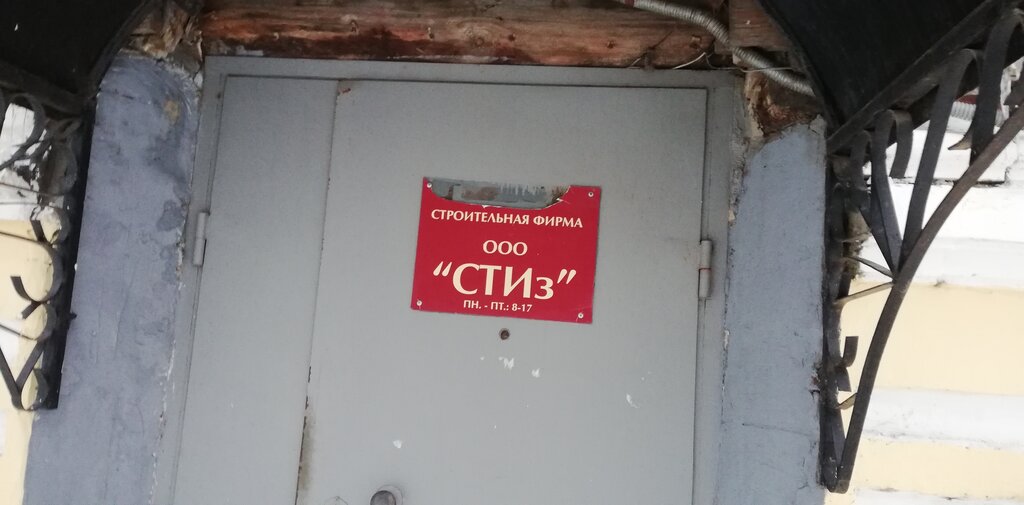 СТРОИТЕЛЬНАЯ ФИРМА
ООО
“СТИз”
ПН. - ПТ.: 8-17